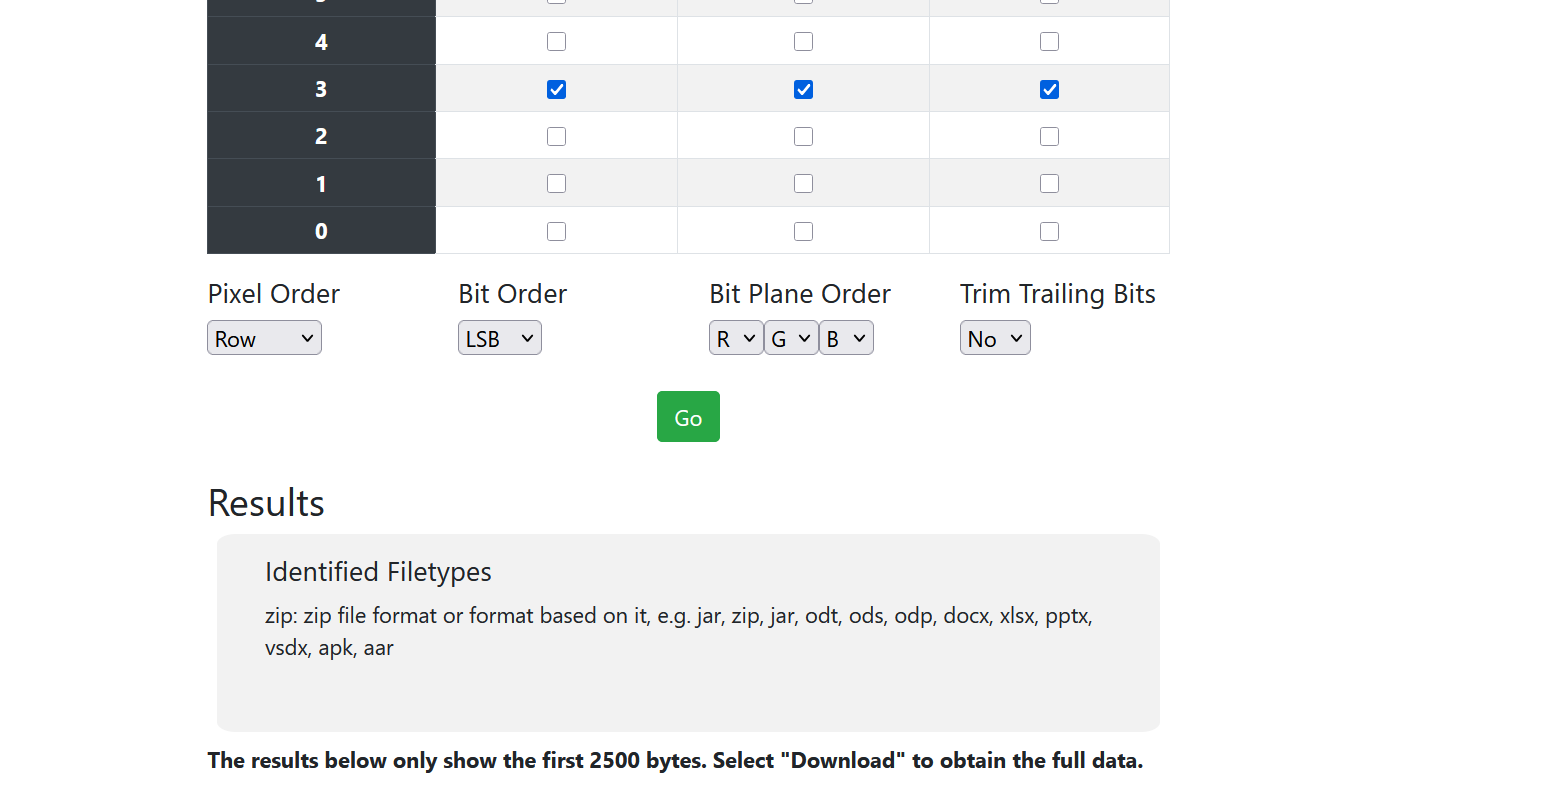 4
3
2
1
0
Pixel Order Bit Order Bit Plane Order Trim Trailing Bits
Row LSB R G B No
Go
Results
Identified Filetypes
zip: zip file format or format based on it, e.g. jar, zip, jar, odt, ods, odp, docx, xlsx, pptx,
vsdx, apk, aar
The results below only show the first 2500 bytes. Select "Download" to obtain the full data.